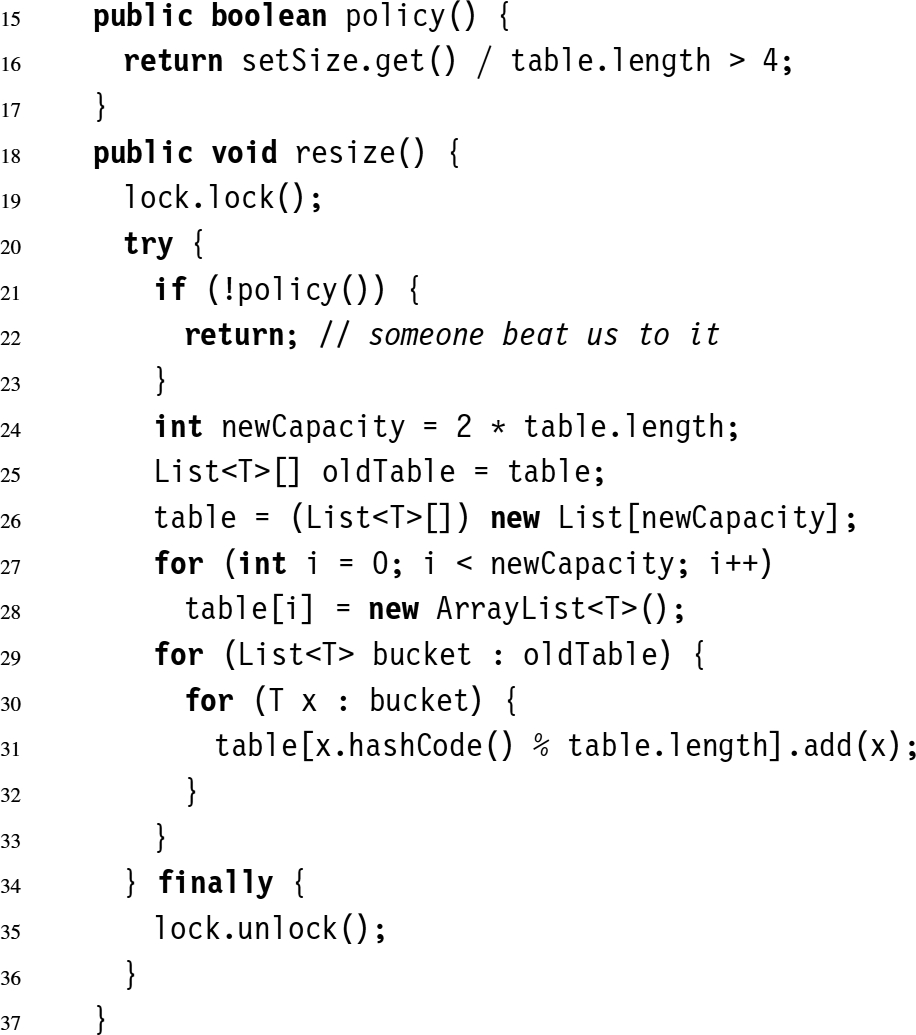 15 public boolean policy() {
16 return setSize.get() / table.length > 4;
17 }
18 public void resize() {
19 lock.lock();
20 try {
21 if (!policy()) {
22 return; // someone beat us to it
23 }
24 int newCapacity = 2 * table.length;
25 List<T>[] oldTable = table;
26 table = (List<T>[]) new List[newCapacity];
27 for (int i = 0; i < newCapacity; i++)
28 table[i] = new ArrayList<T>();
29 for (List<T> bucket : oldTable) {
30 for (T x : bucket) {
31 table[x.hashCode() % table.length].add(x);
32 }
33 }
34 } finally {
35 lock.unlock();
36 }
37 }